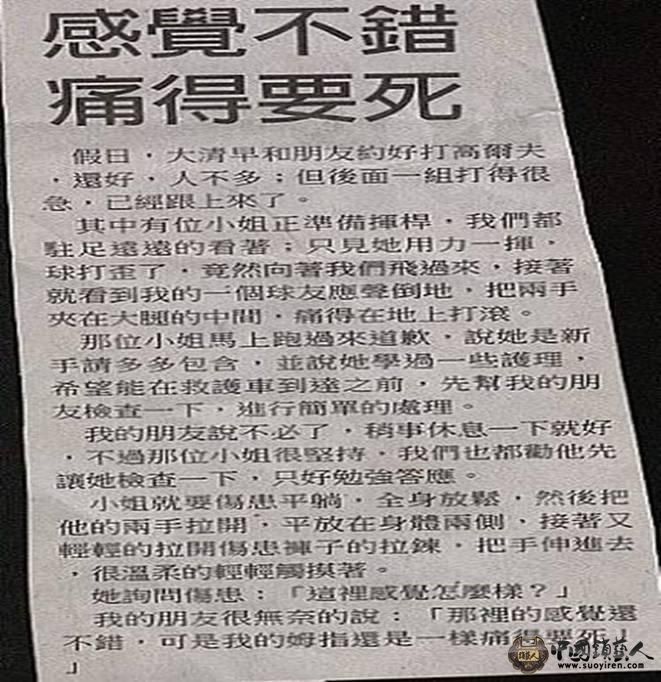 感覺不錯
痛得要死
假日，大清早和朋友約好打高爾夫
，還好，人不多；但後面一組打得很
急，已經跟上來了。
其中有位小姐正準備揮桿，我們都
駐足遠遠的看著；只見她用力一揮，
球打歪了，竟然向著我們飛過來，接著
就看到我的一個球友應聲倒地，把兩手
夾在大腿的中間，痛得在地上打滾。
那位小姐馬上跑過來道歉，說她是新
手請多多包含，並說她學過一些護理，
希望能在救護車到達之前，先幫我的朋
友檢查一下，進行簡單的處理。
我的朋友說不必了，稍事休息一下就好
，不過那位小姐很堅持，我們也都勸他先
讓她檢查一下，只好勉強答應。
小姐就要傷患平躺，全身放鬆，然後把
他的兩手拉開，平放在身體兩側，接著又
輕輕的拉開傷患褲子的拉鍊，把手伸進去
，很溫柔的輕輕觸摸著。
她詢問傷患：「這裡感覺怎麼樣？」
我的朋友很無奈的說：「那裡的感覺還
不錯，可是我的姆指還是一樣痛得要死！
」
中國鎖藝人
www.suoyiren.com